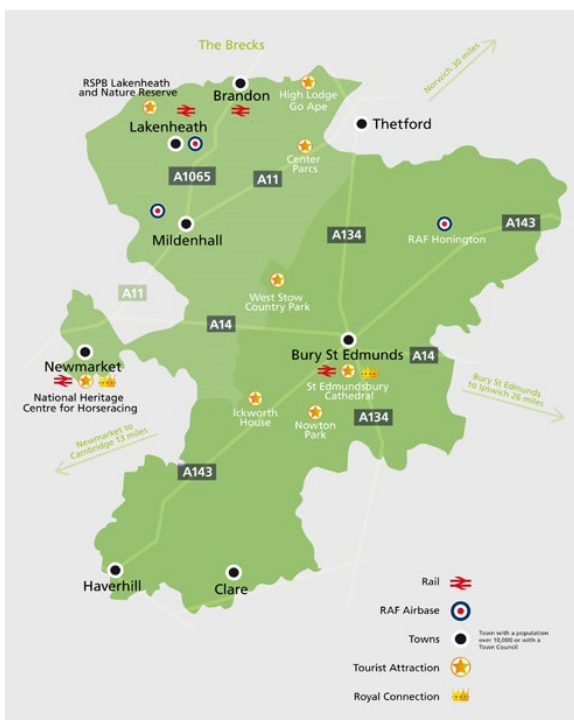 The Brecks
Norwich 30 miles
RSPB Lakenheath
and Nature Reserve
Brandon
High Lodge
Go Ape
Lakenheath
Thetford
Center
Parcs
A1065
A11
Mildenhall
A134
RAF Honington
A143
West Stow
Country Park
A11
A14
Newmarket
National Heritage
Centre for Horseracing
Bury St Edmunds
A14
St Edmundsbury
Cathedral
Bury St Edmunds
to Ipswich 26 miles
Ickworth
House
Nowton
Park
A134
Newmarket to
Cambridge 13 miles
A143
Haverhill
Clare
Rail
RAF Airbase
Towns
Town with a population
over 10,000 or with a
Town Council
Tourist Attraction
Royal Connection